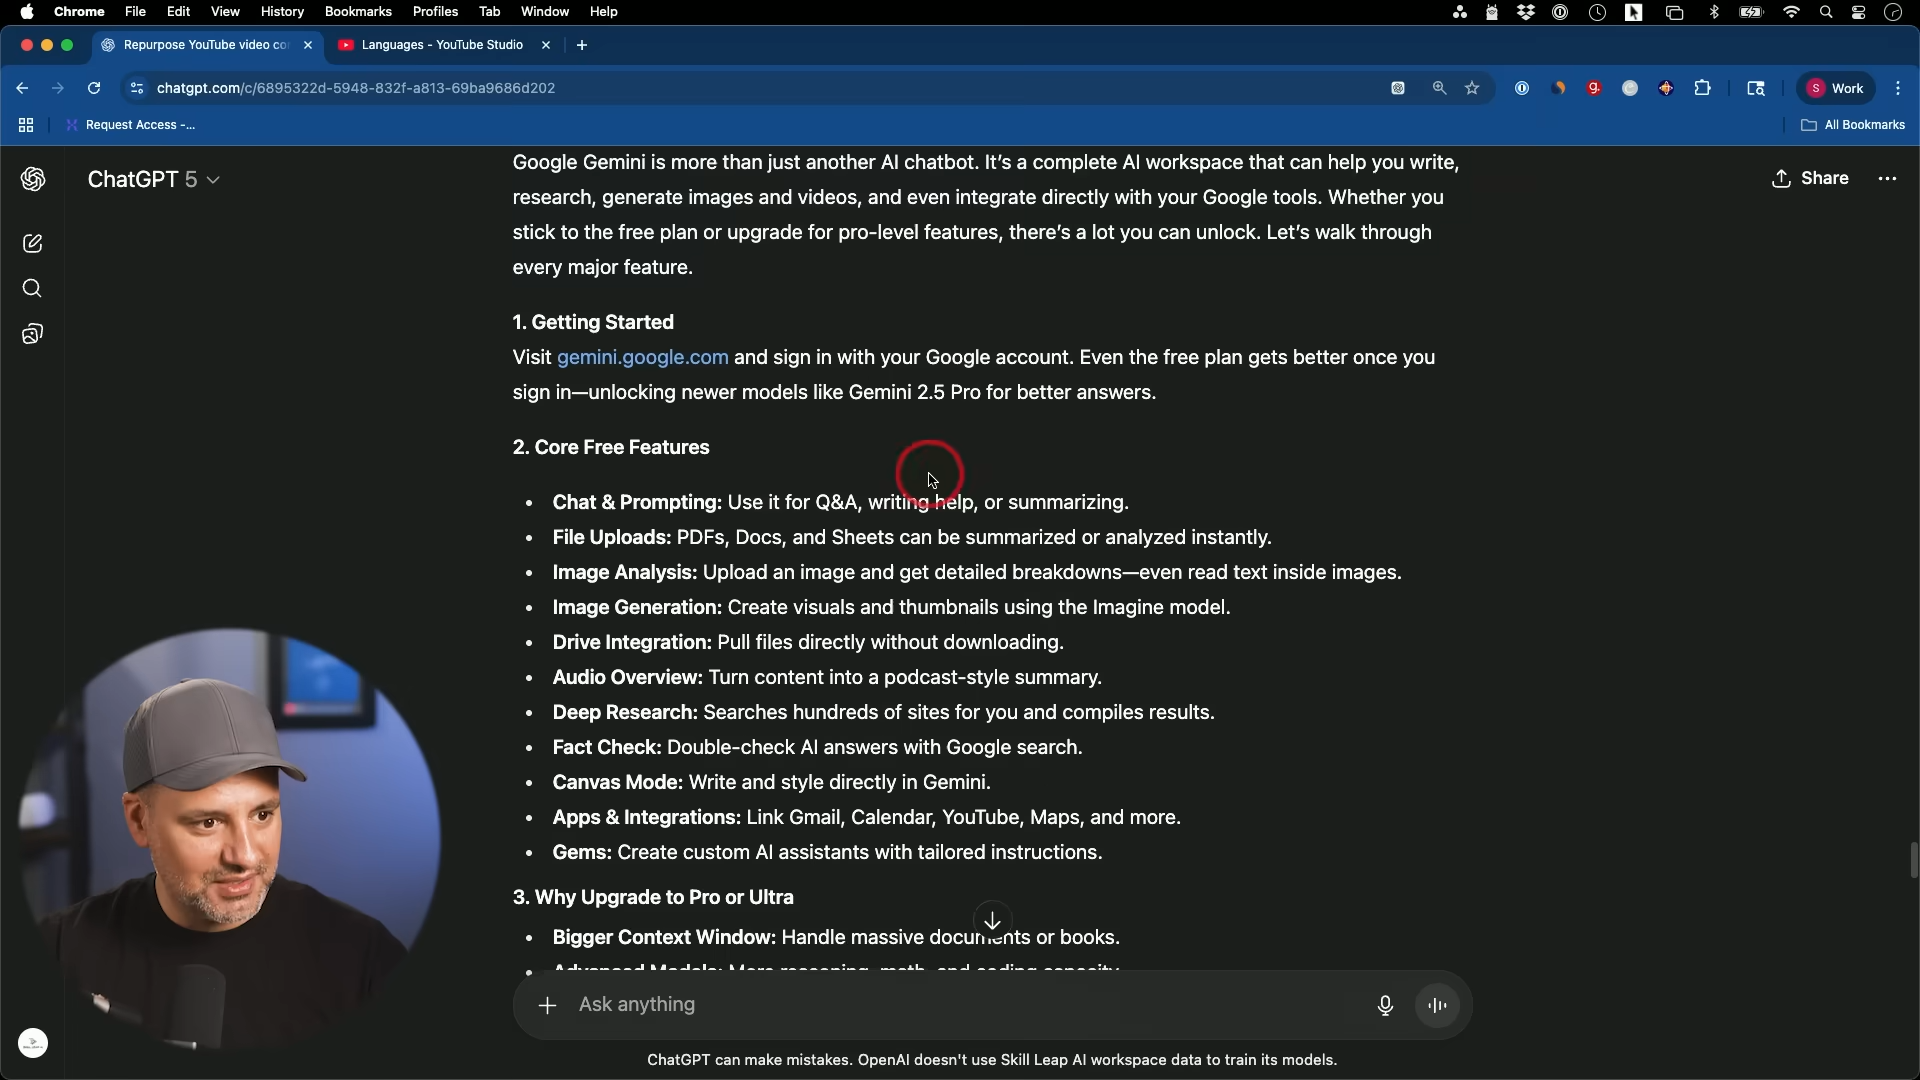 Chrome File Edit View History Bookmarks Profiles Tab Window Help
Repurpose YouTube video co
Languages - YouTube Studio
chatgpt.com/c/6895322d-5948-832f-a813-69ba9686d202
S Work
Request Access -...
All Bookmarks
ChatGPT 5
Share
Google Gemini is more than just another AI chatbot. It’s a complete AI workspace that can help you write,
research, generate images and videos, and even integrate directly with your Google tools. Whether you
stick to the free plan or upgrade for pro-level features, there’s a lot you can unlock. Let’s walk through
every major feature.
1. Getting Started
Visit gemini.google.com and sign in with your Google account. Even the free plan gets better once you
sign in—unlocking newer models like Gemini 2.5 Pro for better answers.
2. Core Free Features
• Chat & Prompting: Use it for Q&A, writing help, or summarizing.
• File Uploads: PDFs, Docs, and Sheets can be summarized or analyzed instantly.
• Image Analysis: Upload an image and get detailed breakdowns—even read text inside images.
• Image Generation: Create visuals and thumbnails using the Imagine model.
• Drive Integration: Pull files directly without downloading.
• Audio Overview: Turn content into a podcast-style summary.
• Deep Research: Searches hundreds of sites for you and compiles results.
• Fact Check: Double-check AI answers with Google search.
• Canvas Mode: Write and style directly in Gemini.
• Apps & Integrations: Link Gmail, Calendar, YouTube, Maps, and more.
• Gems: Create custom AI assistants with tailored instructions.
3. Why Upgrade to Pro or Ultra
• Bigger Context Window: Handle massive documents or books.
• Advanced Models: More reasoning, math, and coding capacity.
Ask anything
ChatGPT can make mistakes. OpenAI doesn't use Skill Leap AI workspace data to train its models.